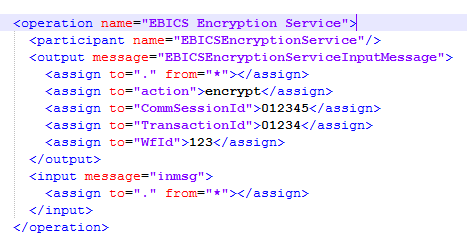 <operation name="EBICS Encryption Service">
<participant name="EBICSEncryptionService"/>
<output message="EBICSEncryptionServiceInputMessage">
<assign to="." from="*"></assign>
<assign to="action">encrypt</assign>
<assign to="CommSessionId">012345</assign>
<assign to="TransactionId">01234</assign>
<assign to="WfId">123</assign>
</output>
<input message="inmsg">
<assign to="." from="*"></assign>
</input>
</operation>